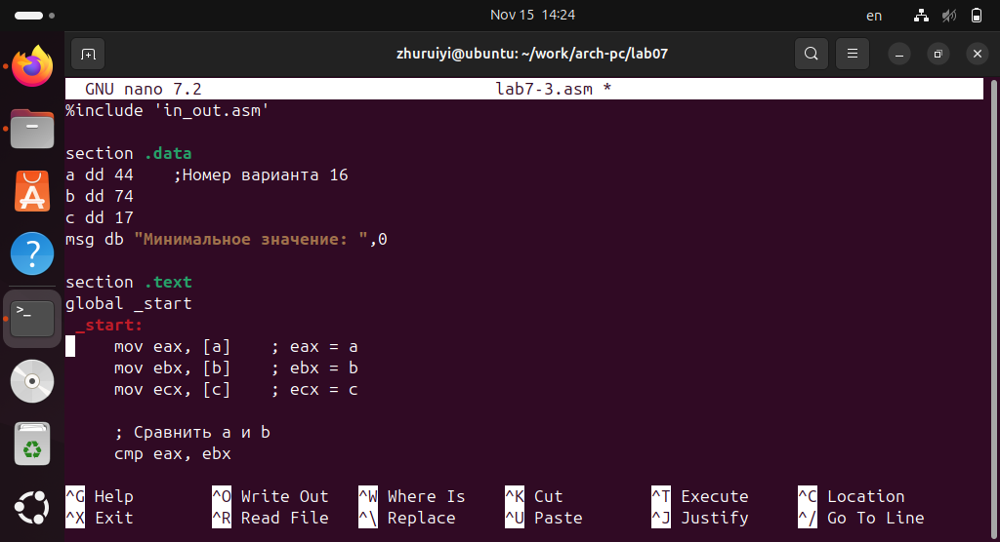 Nov 15 14:24
en
zhuruiyi@ubuntu: ~/work/arch-pc/lab07
GNU nano 7.2 lab7-3.asm *
%include 'in_out.asm'
section .data
a dd 44 ;Номер варианта 16
b dd 74
c dd 17
msg db "Минимальное значение: ",0
section .text
global _start
_start:
mov eax, [a] ; eax = a
mov ebx, [b] ; ebx = b
mov ecx, [c] ; ecx = c
; Сравнить a и b
cmp eax, ebx
^G Help ^O Write Out ^W Where Is ^K Cut ^T Execute ^C Location
^X Exit ^R Read File ^\ Replace ^U Paste ^J Justify ^/ Go To Line